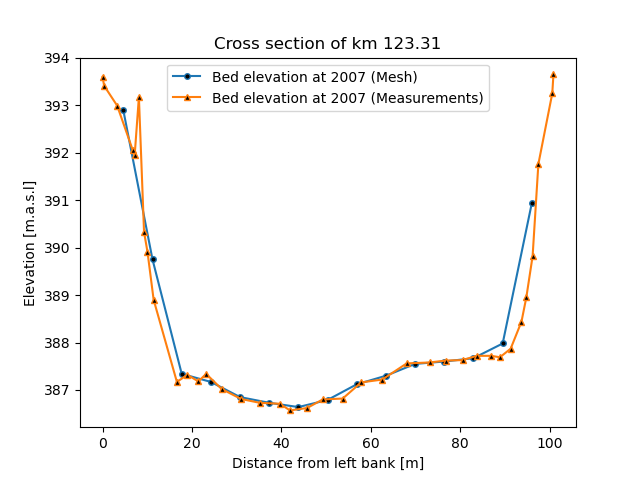 Cross section of km 123.31
Bed elevation at 2007 (Mesh)
Bed elevation at 2007 (Measurements)
394
393
392
391
390
389
388
387
Elevation [m.a.s.l]
0 20 40 60 80 100
Distance from left bank [m]